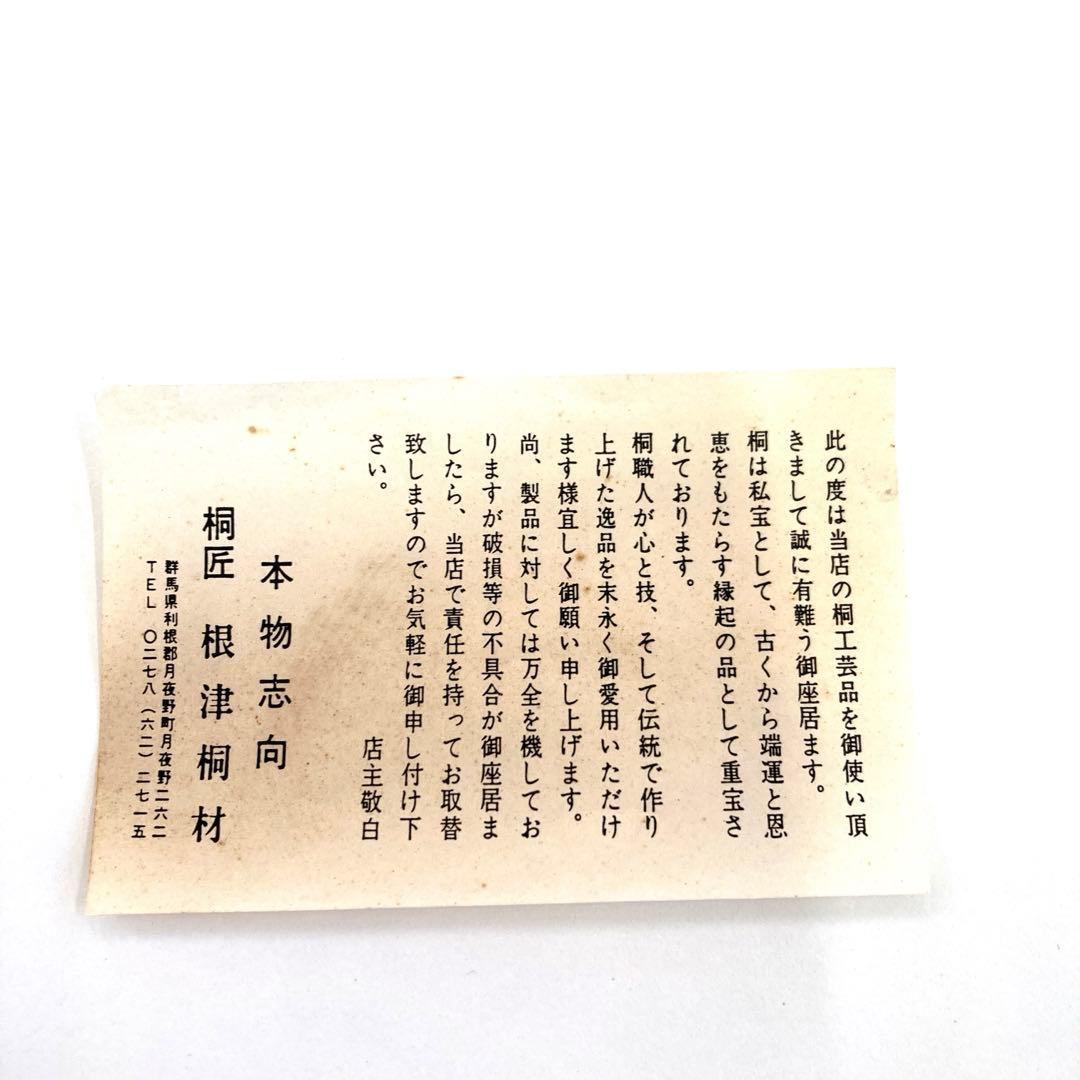 此の度は当店の桐工芸品を御使い頂
きまして誠に有難う御座居ます。
桐は私宝として、古くから端運と恩
恵をもたらす縁起の品として重宝さ
れております。
桐職人が心と技、そして伝統で作り
上げた逸品を末永く御愛用いただけ
ます様宜しく御願い申し上げます。
尚、製品に対しては万全を機してお
りますが破損等の不具合が御座居ま
したら、当店で責任を持ってお取替
致しますのでお気軽に御申し付け下
さい。
店主敬白
本物志向
桐匠 根津桐材
群馬県利根郡月夜野町月夜野二六二
TEL 〇二七八(六二)二七一五